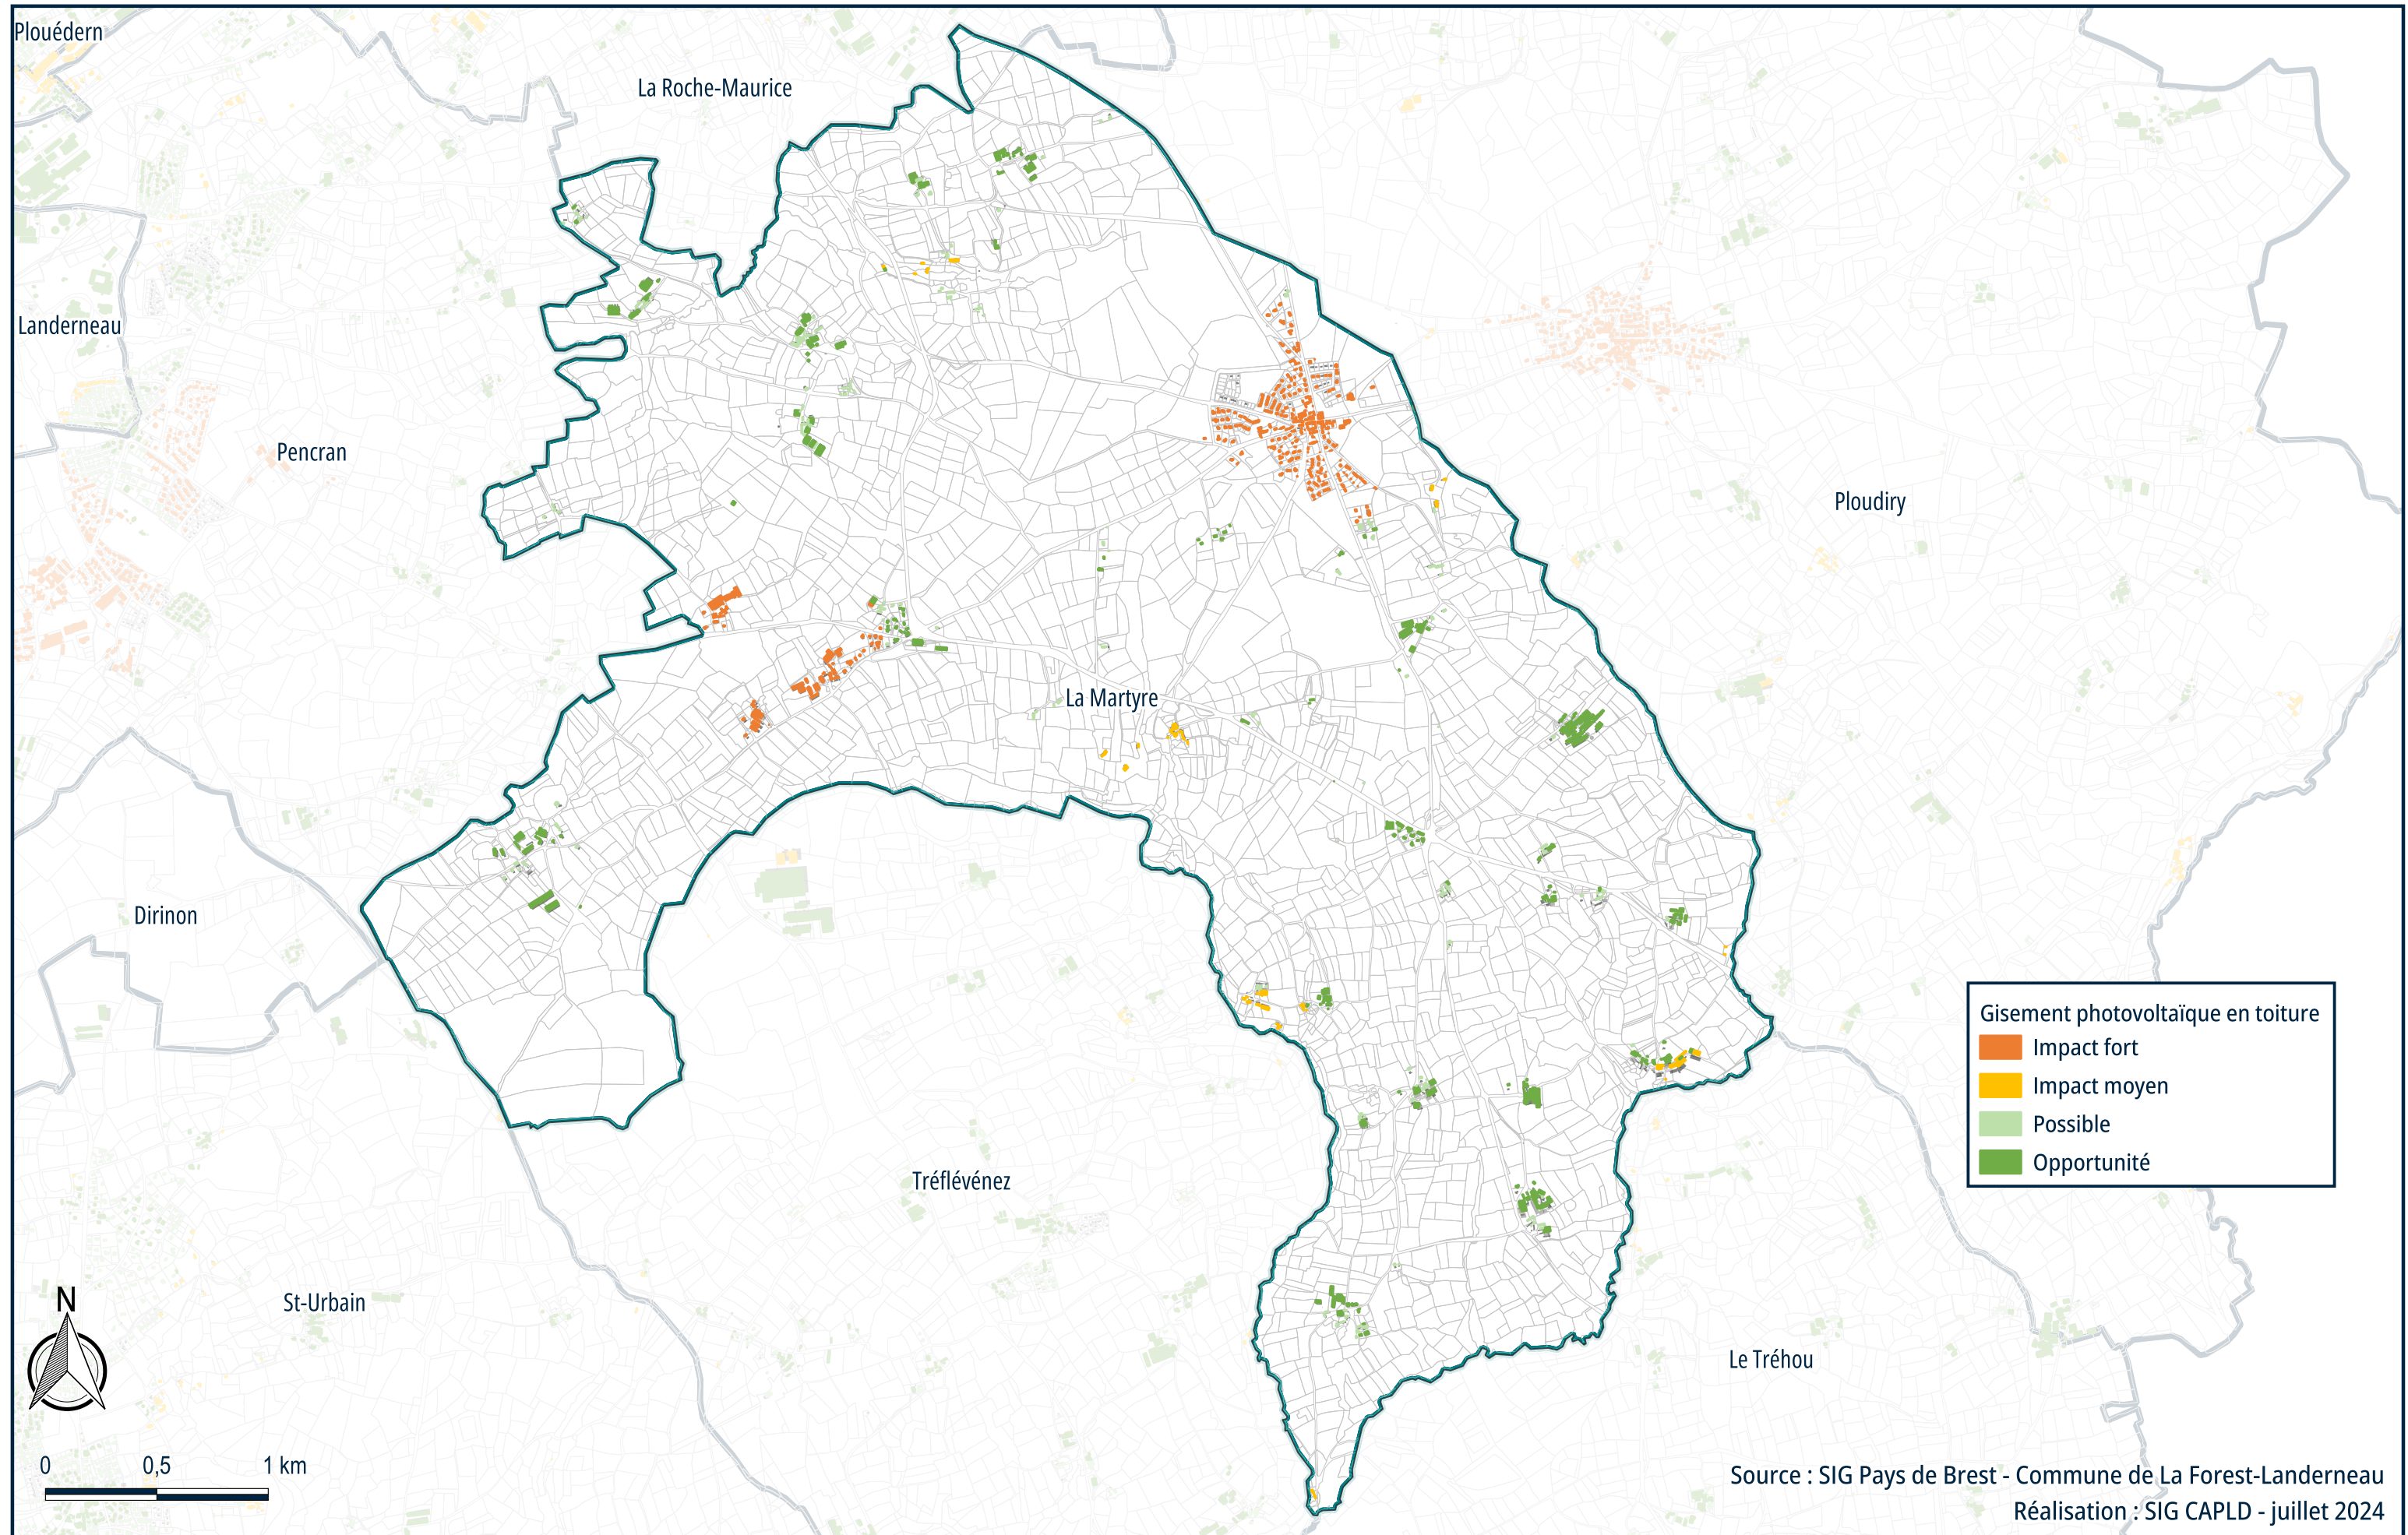 Plouédern
La Roche-Maurice
Landerneau
Pencran
Ploudiry
La Martyre
Dirinon
Gisement photovoltaïque en toiture
Impact fort
Impact moyen
Possible
Opportunité
Tréflévénez
N
St-Urbain
Le Tréhou
0 0,5 1 km
Source : SIG Pays de Brest - Commune de La Forest-Landerneau
Réalisation : SIG CAPLD - juillet 2024